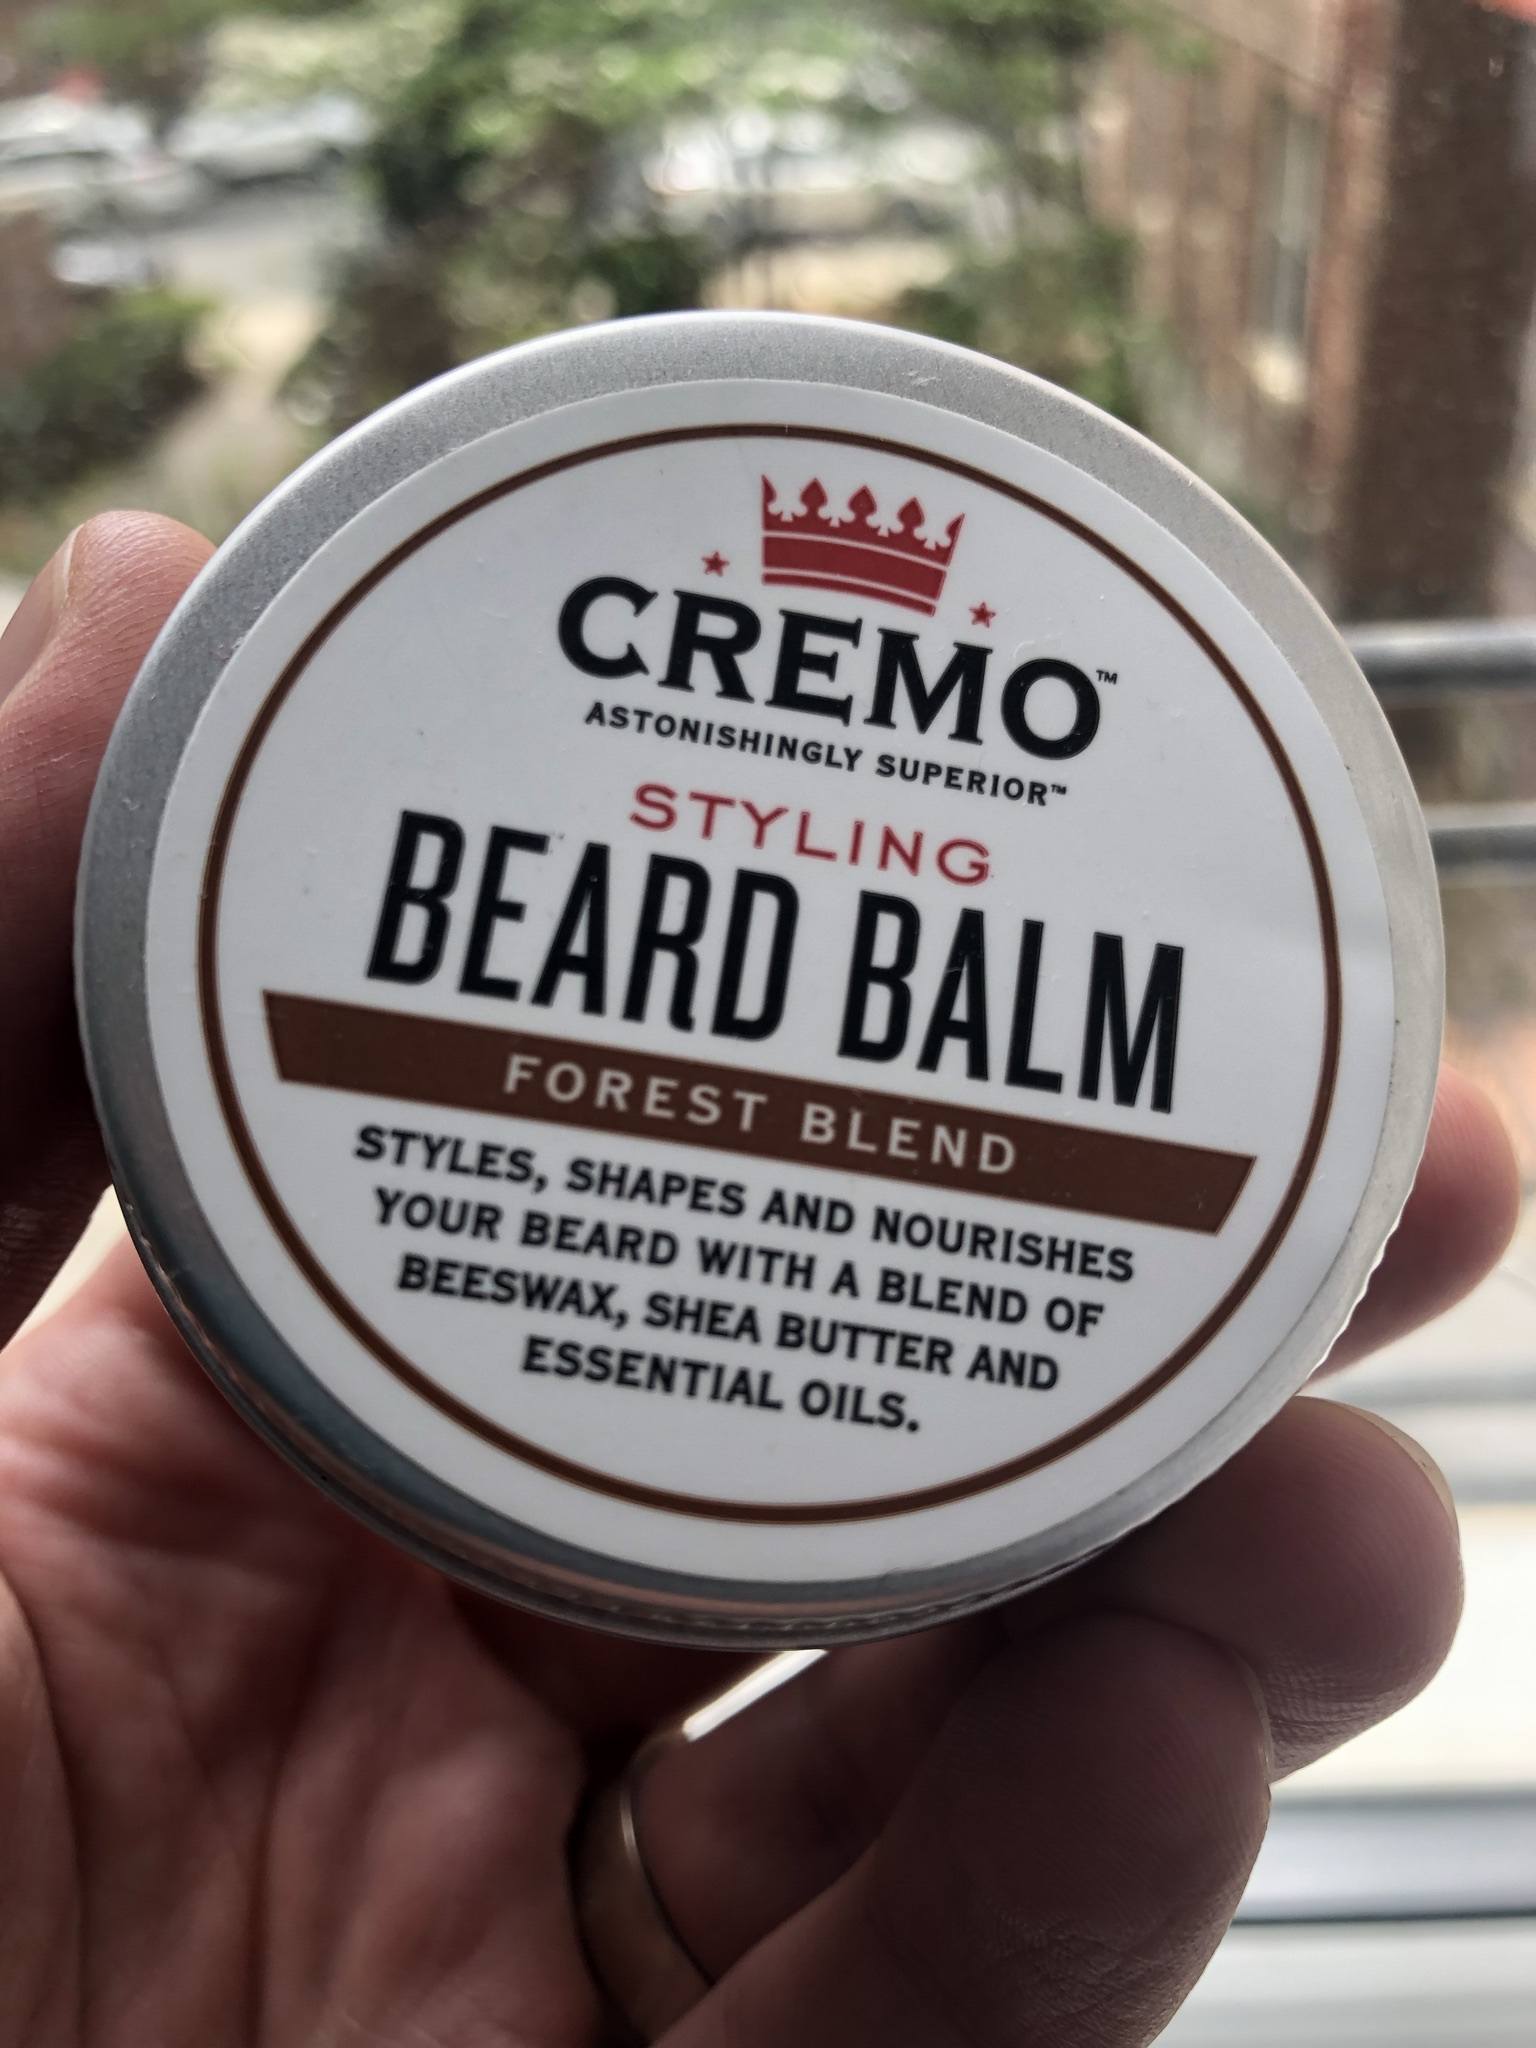 CREMO™
ASTONISHINGLY SUPERIOR™
STYLING
BEARD BALM
FOREST BLEND
STYLES, SHAPES AND NOURISHES
YOUR BEARD WITH A BLEND OF
BEESWAX, SHEA BUTTER AND
ESSENTIAL OILS.